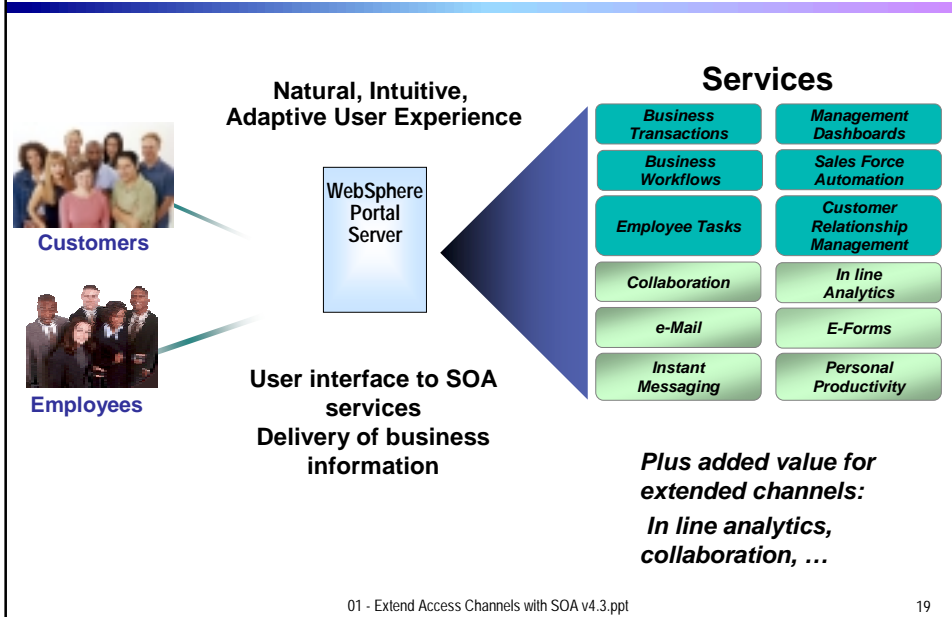 Natural, Intuitive,
Adaptive User Experience
Customers
Employees
WebSphere
Portal
Server
User interface to SOA
services
Delivery of business
information
Services
Business
Transactions
Management
Dashboards
Business
Workflows
Sales Force
Automation
Employee Tasks
Customer
Relationship
Management
Collaboration
In line
Analytics
e-Mail
E-Forms
Instant
Messaging
Personal
Productivity
Plus added value for
extended channels:
In line analytics,
collaboration, …
01 - Extend Access Channels with SOA v4.3.ppt
19